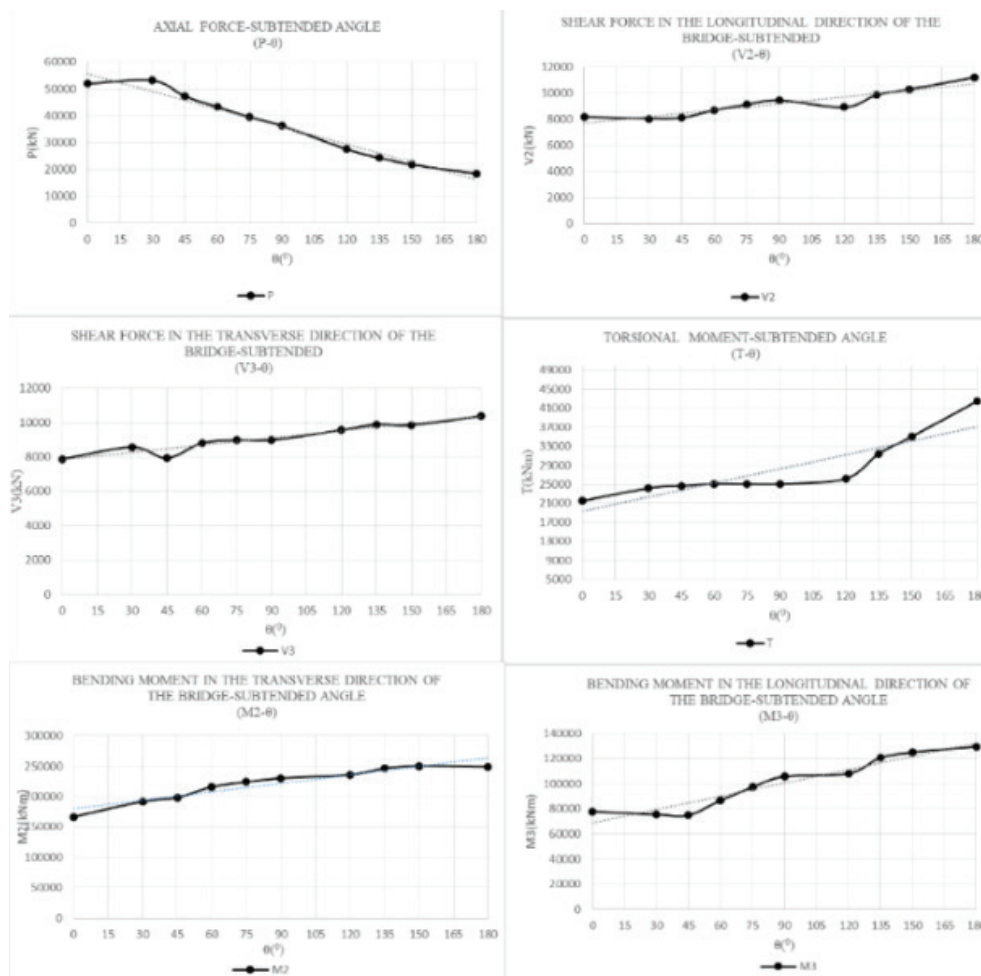 AXIAL FORCE-SUBTENDED ANGLE
(P-θ)
60000
50000
40000
30000
20000
10000
0
P(kN)
0 15 30 45 60 75 90 105 120 135 150 165 180
θ(⁰)
P
SHEAR FORCE IN THE LONGITUDINAL DIRECTION OF THE
BRIDGE-SUBTENDED
(V2-θ)
12000
10000
8000
6000
4000
2000
0
V2(kN)
0 15 30 45 60 75 90 105 120 135 150 165 180
θ(⁰)
V2
SHEAR FORCE IN THE TRANSVERSE DIRECTION OF THE
BRIDGE-SUBTENDED
(V3-θ)
12000
10000
8000
6000
4000
2000
0
V3(kN)
0 15 30 45 60 75 90 105 120 135 150 165 180
θ(⁰)
V3
TORSIONAL MOMENT-SUBTENDED ANGLE
(T-θ)
49000
45000
41000
37000
33000
29000
25000
21000
17000
13000
9000
5000
T(kNm)
0 15 30 45 60 75 90 105 120 135 150 165 180
θ(⁰)
T
BENDING MOMENT IN THE TRANSVERSE DIRECTION OF
THE BRIDGE-SUBTENDED ANGLE
(M2-θ)
300000
250000
200000
150000
100000
50000
0
M2(kNm)
0 15 30 45 60 75 90 105 120 135 150 165 180
θ(⁰)
M2
BENDING MOMENT IN THE LONGITUDINAL DIRECTION OF
THE BRIDGE-SUBTENDED ANGLE
(M3-θ)
140000
120000
100000
80000
60000
40000
20000
0
M3(kNm)
0 15 30 45 60 75 90 105 120 135 150 165 180
θ(⁰)
M3